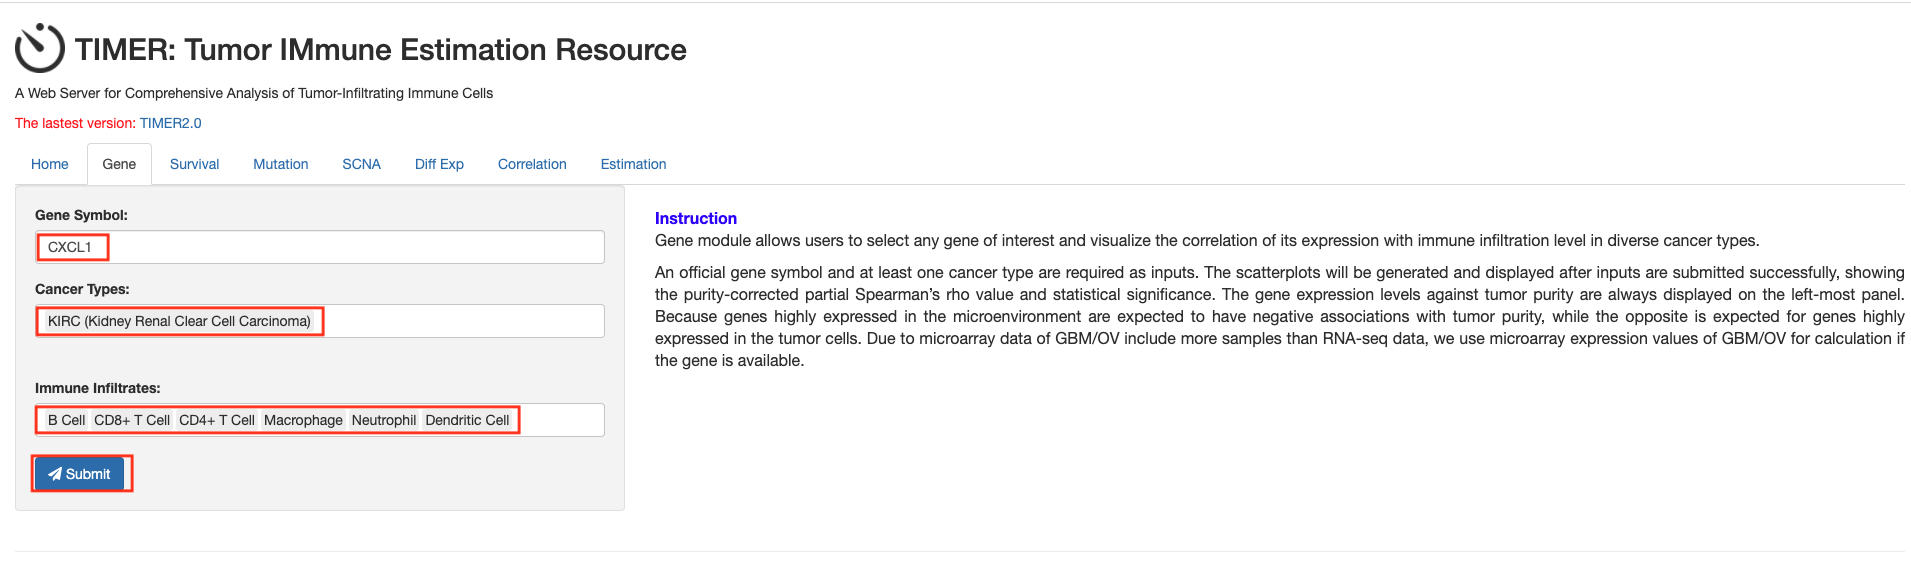 TIMER: Tumor IMmune Estimation Resource
A Web Server for Comprehensive Analysis of Tumor-Infiltrating Immune Cells
The lastest version: TIMER2.0
Home Gene Survival Mutation SCNA Diff Exp Correlation Estimation
Gene Symbol:
CXCL1
Cancer Types:
KIRC (Kidney Renal Clear Cell Carcinoma)
Immune Infiltrates:
B Cell CD8+ T Cell CD4+ T Cell Macrophage Neutrophil Dendritic Cell
Submit
Instruction
Gene module allows users to select any gene of interest and visualize the correlation of its expression with immune infiltration level in diverse cancer types.
An official gene symbol and at least one cancer type are required as inputs. The scatterplots will be generated and displayed after inputs are submitted successfully, showing
the purity-corrected partial Spearman’s rho value and statistical significance. The gene expression levels against tumor purity are always displayed on the left-most panel.
Because genes highly expressed in the microenvironment are expected to have negative associations with tumor purity, while the opposite is expected for genes highly
expressed in the tumor cells. Due to microarray data of GBM/OV include more samples than RNA-seq data, we use microarray expression values of GBM/OV for calculation if
the gene is available.